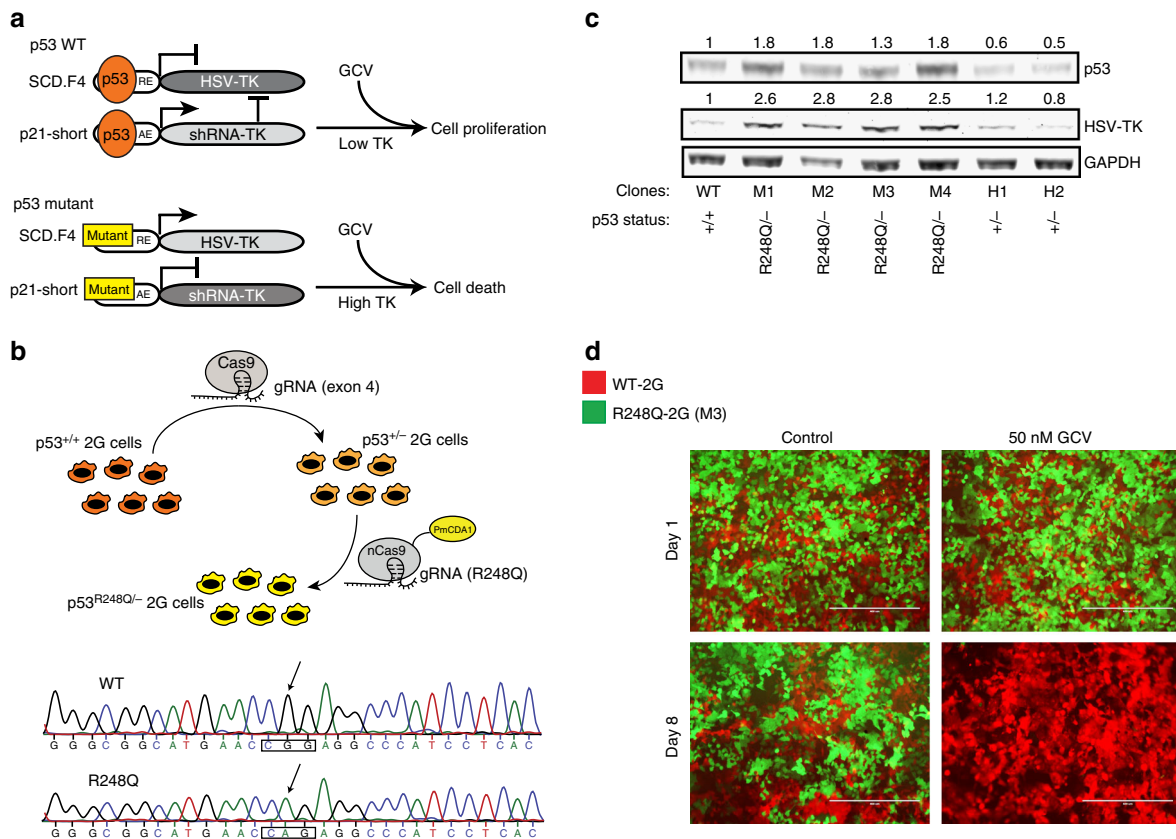 a
p53 WT
SCD.F4
p53
RE
HSV-TK
p21-short
p53
AE
shRNA-TK
GCV
Low TK
Cell proliferation
p53 mutant
SCD.F4
Mutant
RE
HSV-TK
p21-short
Mutant
AE
shRNA-TK
GCV
High TK
Cell death
b
Cas9
gRNA (exon 4)
p53+/+ 2G cells
p53+/– 2G cells
PmCDA1
nCas9
gRNA (R248Q)
p53R248Q/– 2G cells
WT
G G G C G G C A T G A A C C G G A G G C C C A T C C T C A C
R248Q
G G G C G G C A T G A A C C A G A G G C C C A T C C T C A C
c
1 1.8 1.8 1.3 1.8 0.6 0.5
p53
1 2.6 2.8 2.8 2.5 1.2 0.8
HSV-TK
GAPDH
Clones: WT M1 M2 M3 M4 H1 H2
p53 status: +/+ R248Q/– R248Q/– R248Q/– R248Q/– +/– +/–
d
WT-2G
R248Q-2G (M3)
Control
50 nM GCV
Day 1
Day 8